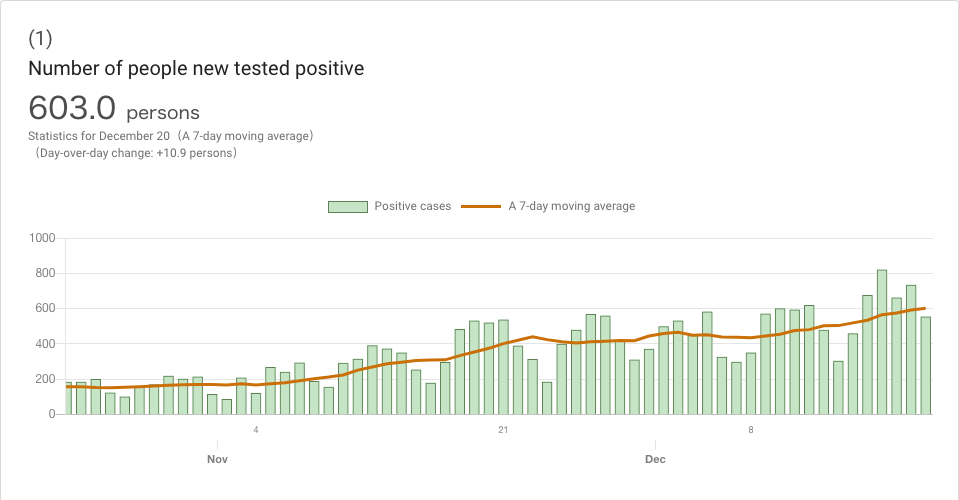 (1)
Number of people new tested positive
603.0 persons
Statistics for December 20（A 7-day moving average）
（Day-over-day change: +10.9 persons）
Positive cases A 7-day moving average
1000
800
600
400
200
0
4 21 8
Nov Dec